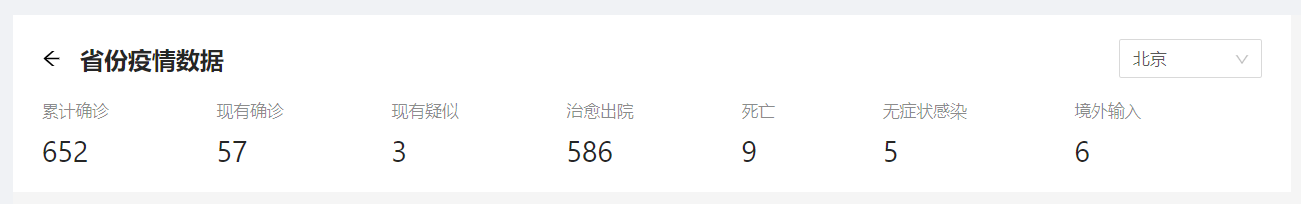 省份疫情数据
北京
累计确诊 现有确诊 现有疑似 治愈出院 死亡 无症状感染 境外输入
652 57 3 586 9 5 6